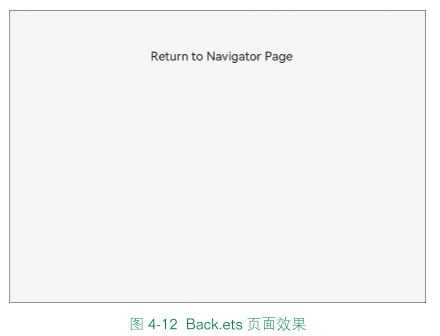 Return to Navigator Page
图 4-12 Back.ets 页面效果